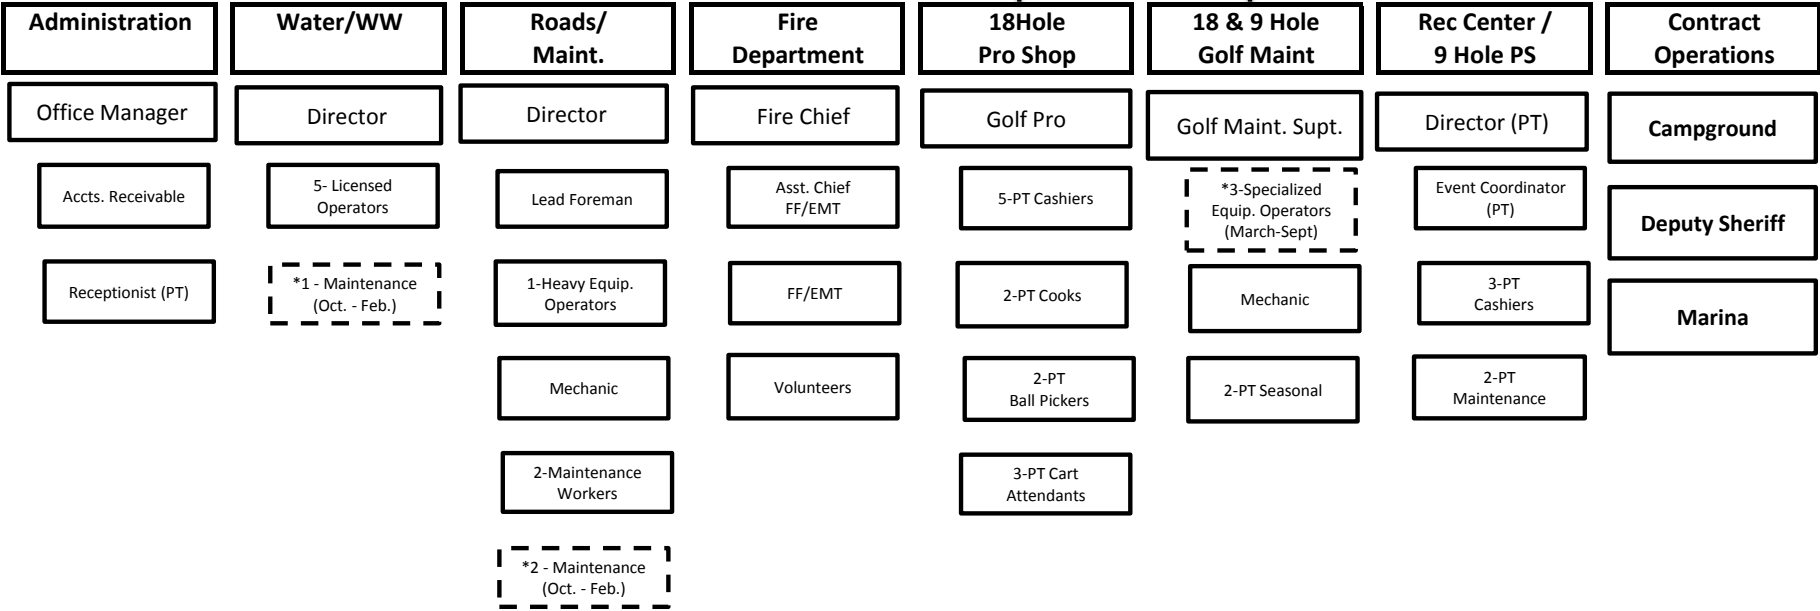 Administration
Water/WW
Roads/
Maint.
Fire
Department
18Hole
Pro Shop
18 & 9 Hole
Golf Maint
Rec Center /
9 Hole PS
Contract
Operations
Office Manager
Director
Director
Fire Chief
Golf Pro
Golf Maint. Supt.
Director (PT)
Campground
Accts. Receivable
5- Licensed
Operators
Lead Foreman
Asst. Chief
FF/EMT
5-PT Cashiers
*3-Specialized
Equip. Operators
(March-Sept)
Event Coordinator
(PT)
Deputy Sheriff
Receptionist (PT)
*1 - Maintenance
(Oct. - Feb.)
1-Heavy Equip.
Operators
FF/EMT
2-PT Cooks
Mechanic
3-PT
Cashiers
Marina
Mechanic
Volunteers
2-PT
Ball Pickers
2-PT Seasonal
2-PT
Maintenance
2-Maintenance
Workers
3-PT Cart
Attendants
*2 - Maintenance
(Oct. - Feb.)